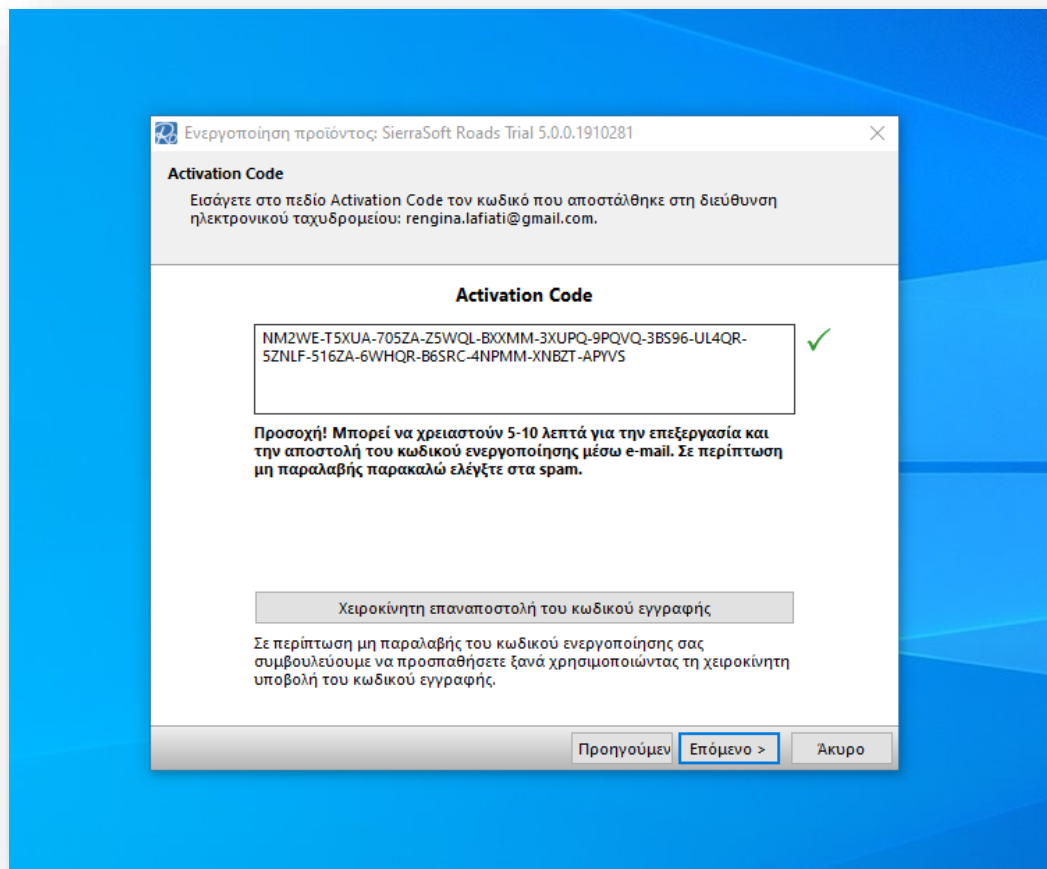 Ενεργοποίηση προϊόντος: SierraSoft Roads Trial 5.0.0.1910281
Activation Code
Εισάγετε στο πεδίο Activation Code τον κωδικό που αποστάλθηκε στη διεύθυνση
ηλεκτρονικού ταχυδρομείου: rengina.lafiati@gmail.com.
Activation Code
NM2WE-T5XUA-705ZA-Z5WQL-BXXMM-3XUPQ-9PQVQ-3BS96-UL4QR-
5ZNLF-516ZA-6WHQR-B6SRC-4NPMM-XNBZT-APYVS
Προσοχή! Μπορεί να χρειαστούν 5-10 λεπτά για την επεξεργασία και
την αποστολή του κωδικού ενεργοποίησης μέσω e-mail. Σε περίπτωση
μη παραλαβής παρακαλώ ελέγξτε στα spam.
Χειροκίνητη επαναποστολή του κωδικού εγγραφής
Σε περίπτωση μη παραλαβής του κωδικού ενεργοποίησης σας
συμβουλεύουμε να προσπαθήσετε ξανά χρησιμοποιώντας τη χειροκίνητη
υποβολή του κωδικού εγγραφής.
Προηγούμεν Επόμενο > Άκυρο